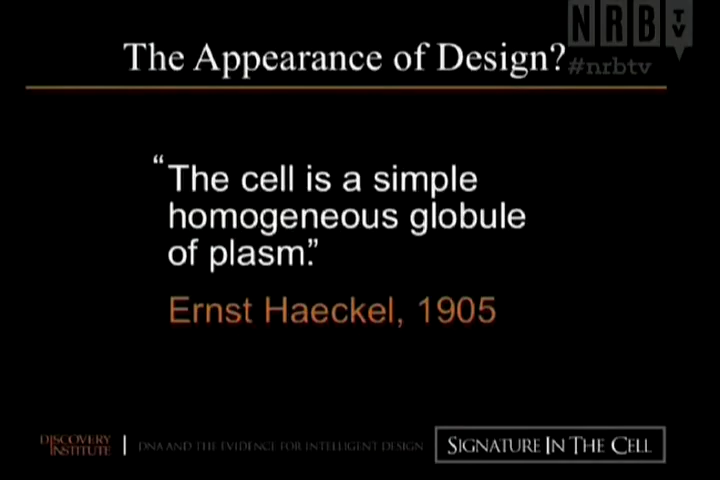 NRB TV
The Appearance of Design?
#nrbtv
“The cell is a simple
homogeneous globule
of plasm.”
Ernst Haeckel, 1905
DISCOVERY
INSTITUTE
DNA AND THE EVIDENCE FOR INTELLIGENT DESIGN
SIGNATURE IN THE CELL